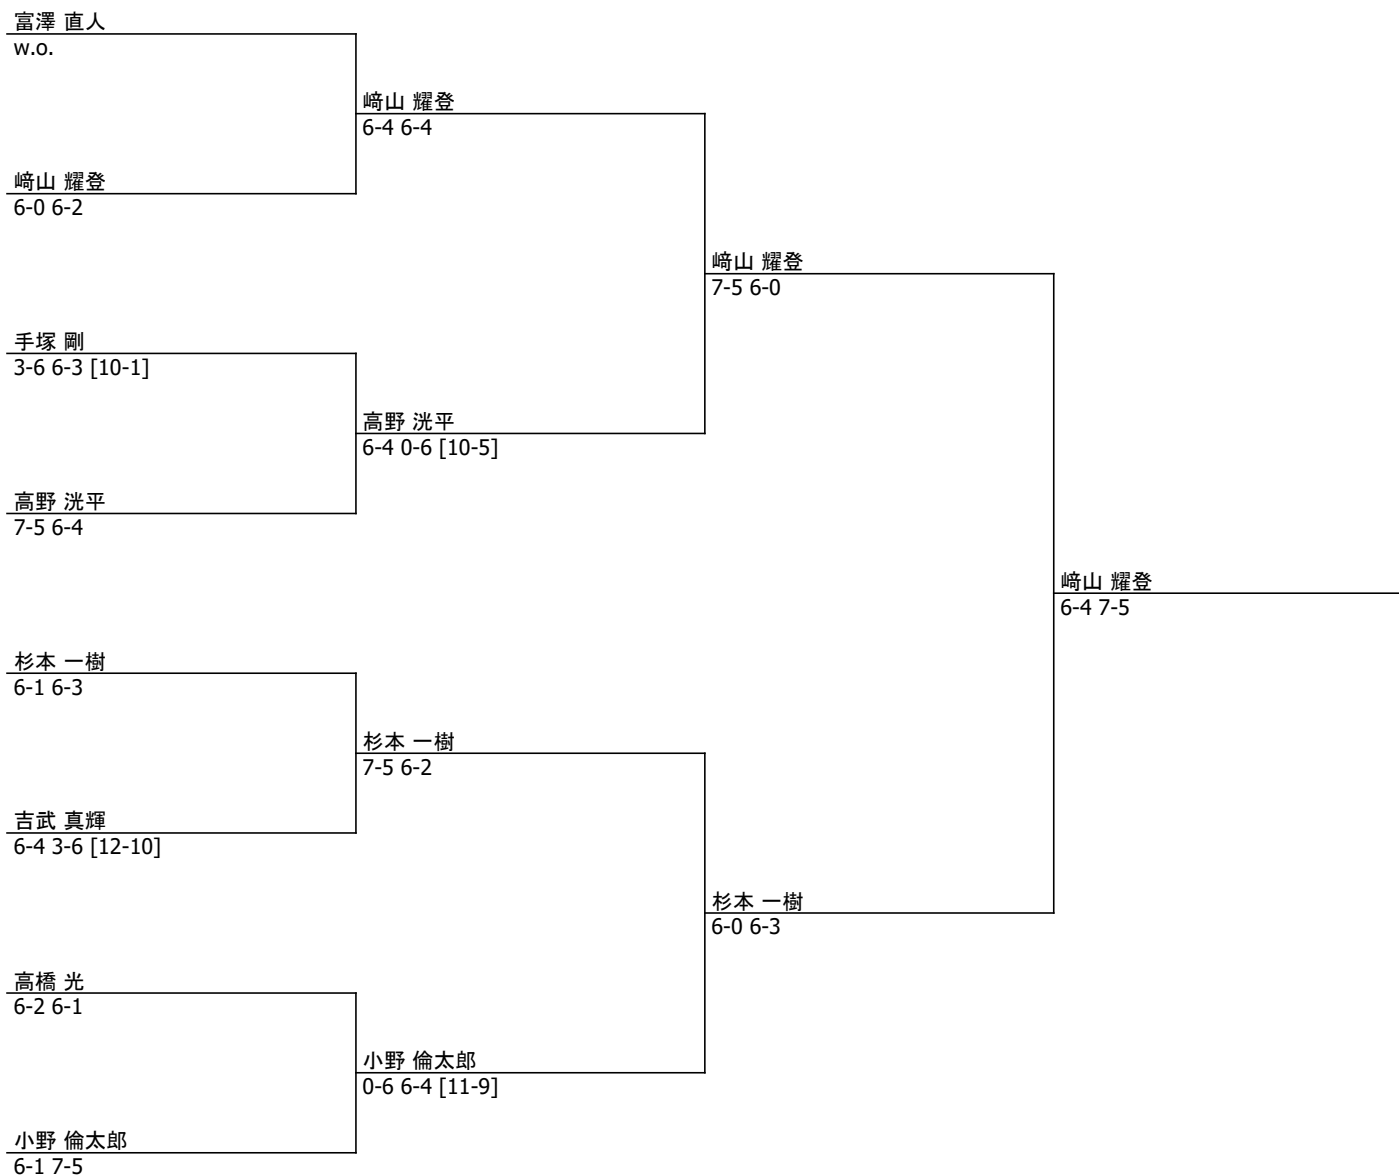 富澤 直人
w.o.
﨑山 耀登
6-4 6-4
﨑山 耀登
6-0 6-2
﨑山 耀登
7-5 6-0
手塚 剛
3-6 6-3 [10-1]
高野 洸平
6-4 0-6 [10-5]
高野 洸平
7-5 6-4
﨑山 耀登
6-4 7-5
杉本 一樹
6-1 6-3
杉本 一樹
7-5 6-2
吉武 真輝
6-4 3-6 [12-10]
杉本 一樹
6-0 6-3
高橋 光
6-2 6-1
小野 倫太郎
0-6 6-4 [11-9]
小野 倫太郎
6-1 7-5